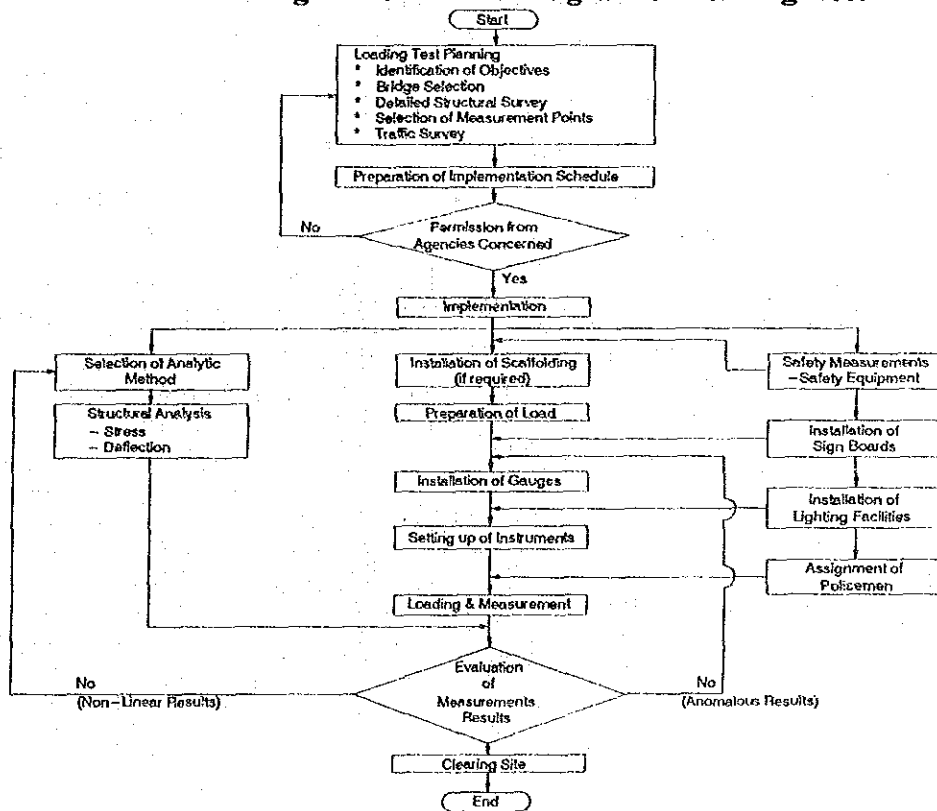 Start
Loading Test Planning
* Identification of Objectives
* Bridge Selection
* Detailed Structural Survey
* Selection of Measurement Points
* Traffic Survey
Preparation of Implementation Schedule
No
Permission from
Agencies Concerned
Yes
Implementation
Selection of Analytic
Method
Installation of Scaffolding
(if required)
Safety Measurements
–Safety Equipment
Structural Analysis
– Stress
– Deflection
Preparation of Load
Installation of
Sign Boards
Installation of Gauges
Installation of
Lighting Facilities
Setting up of Instruments
Assignment of
Policemen
Loading & Measurement
Evaluation
of
Measurements
Results
No
(Non–Linear Results)
No
(Anomalous Results)
Clearing Site
End